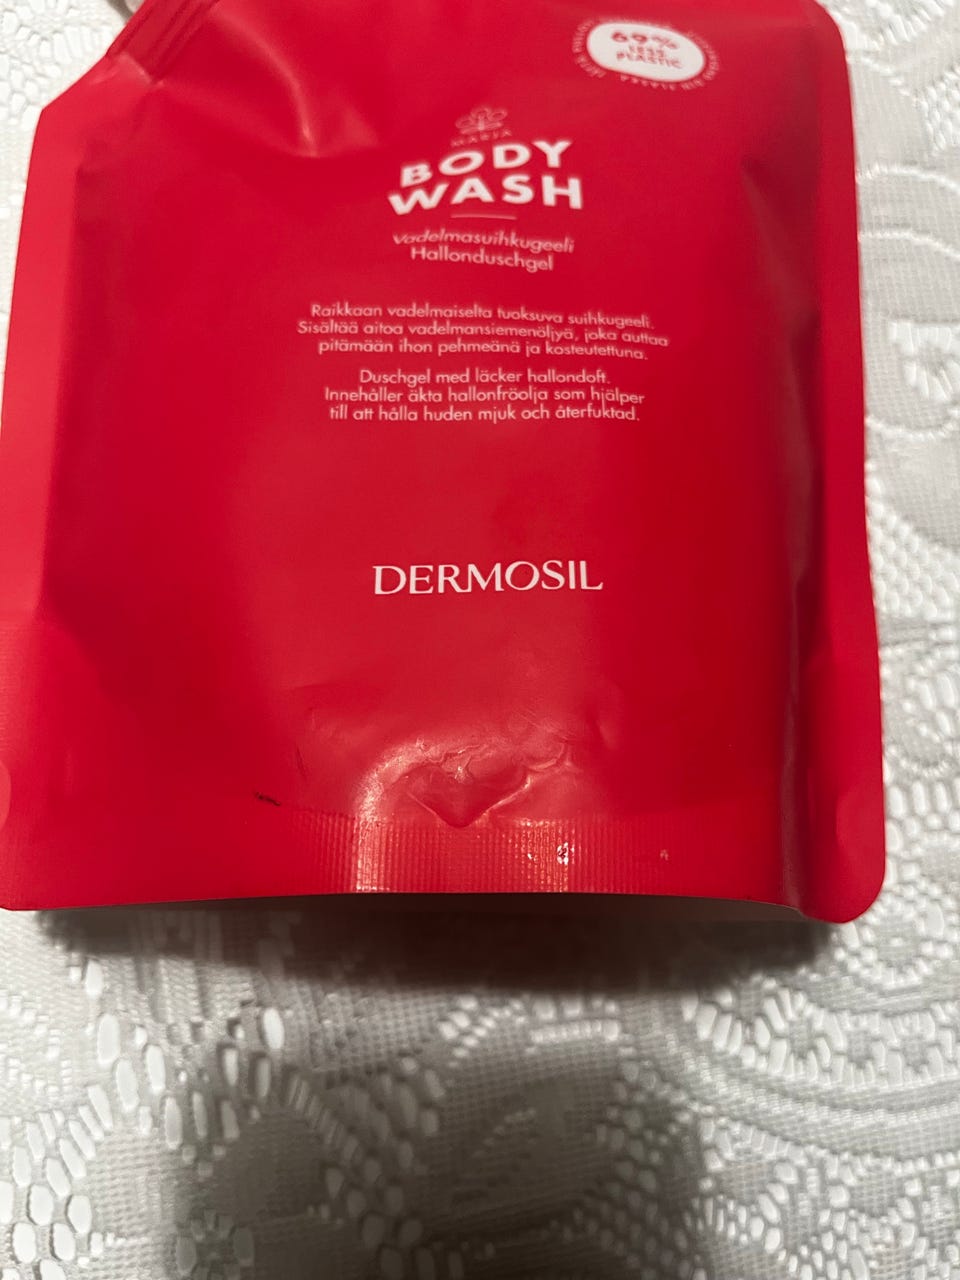 69%
LESS
PLASTIC
MARJA
BODY
WASH
Vadelmasuihkugeeli
Hallonduschgel
Raikkaan vadelmaiselta tuoksuva suihkugeeli.
Sisältää aitoa vadelmansiemenöljyä, joka auttaa
pitämään ihon pehmeänä ja kosteutettuna.
Duschgel med läcker hallondoft.
Innehåller äkta hallonfröolja som hjälper
till att hålla huden mjuk och återfuktad.
DERMOSIL